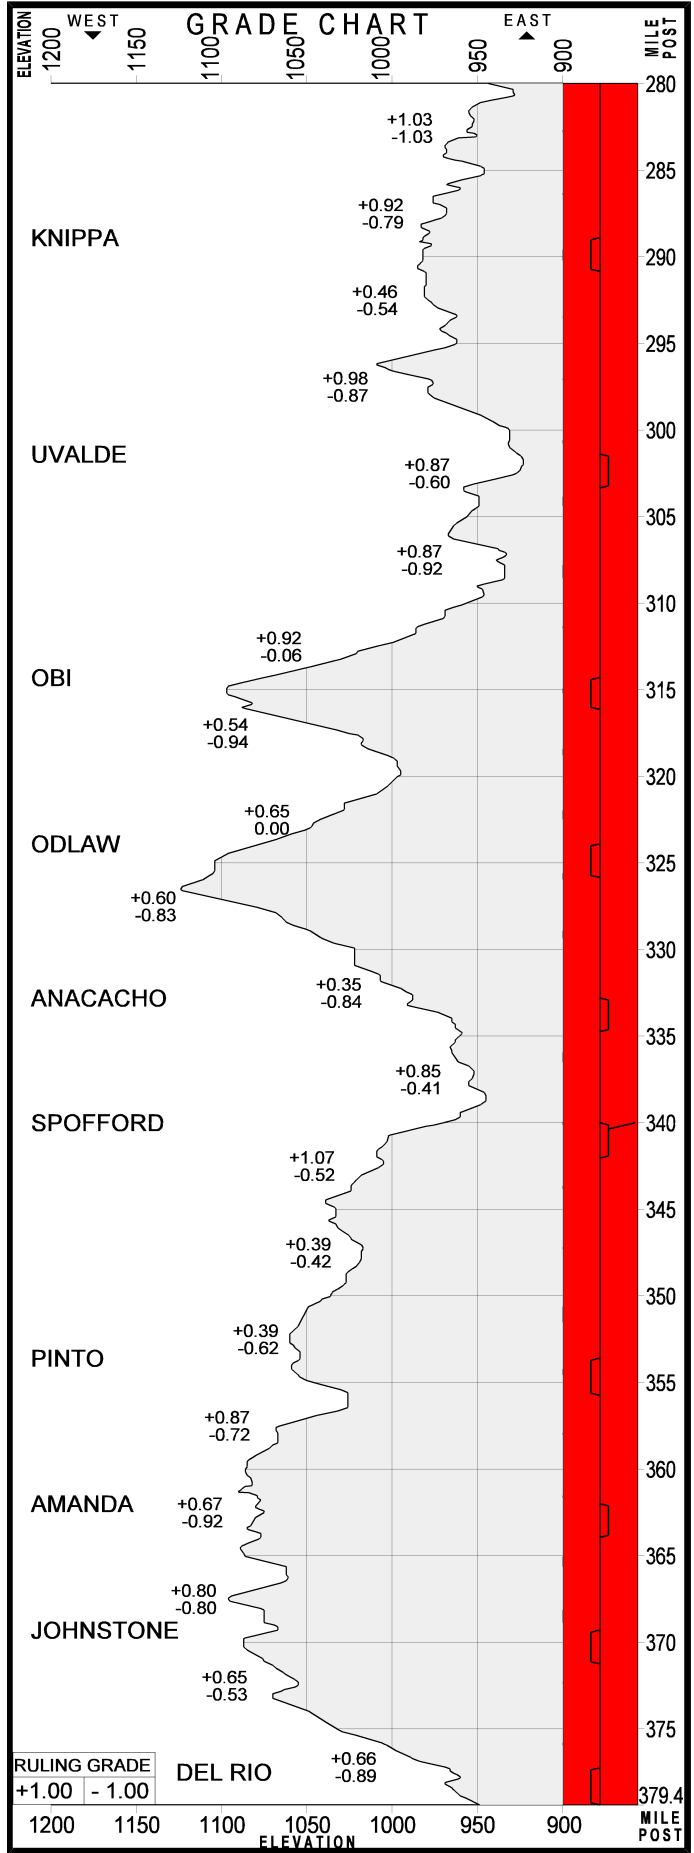 ELEVATION
WEST
GRADE CHART
EAST
MILE
POST
1200 1150 1100 1050 1000 950 900
280
+1.03
-1.03
285
+0.92
-0.79
KNIPPA
290
+0.46
-0.54
295
+0.98
-0.87
300
UVALDE
+0.87
-0.60
305
+0.87
-0.92
310
+0.92
-0.06
OBI
315
+0.54
-0.94
320
+0.65
0.00
ODLAW
325
+0.60
-0.83
330
+0.35
-0.84
ANACACHO
335
+0.85
-0.41
SPOFFORD
340
+1.07
-0.52
345
+0.39
-0.42
350
+0.39
-0.62
PINTO
355
+0.87
-0.72
360
AMANDA
+0.67
-0.92
365
+0.80
-0.80
JOHNSTONE
370
+0.65
-0.53
375
+0.66
-0.89
DEL RIO
RULING GRADE
+1.00 - 1.00
379.4
1200 1150 1100 1050 1000 950 900
ELEVATION
MILE
POST